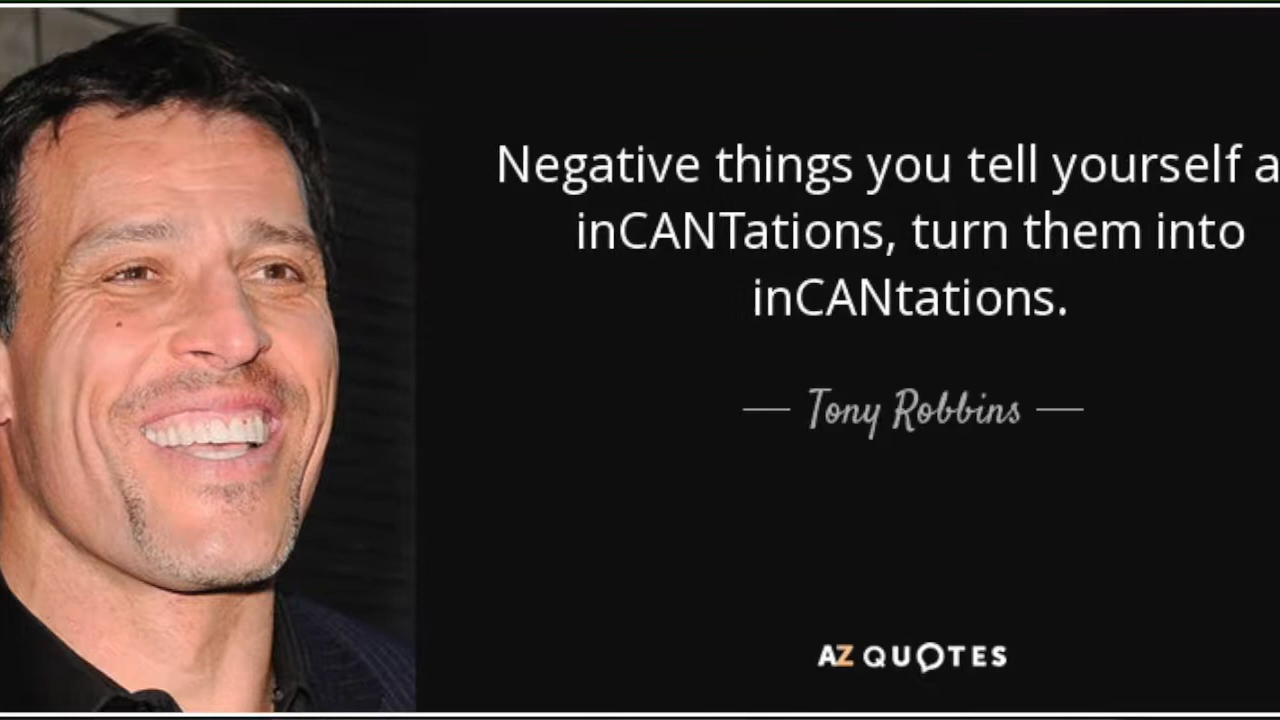 Negative things you tell yourself a
inCANTations, turn them into
inCANtations.
— Tony Robbins —
AZ QUOTES